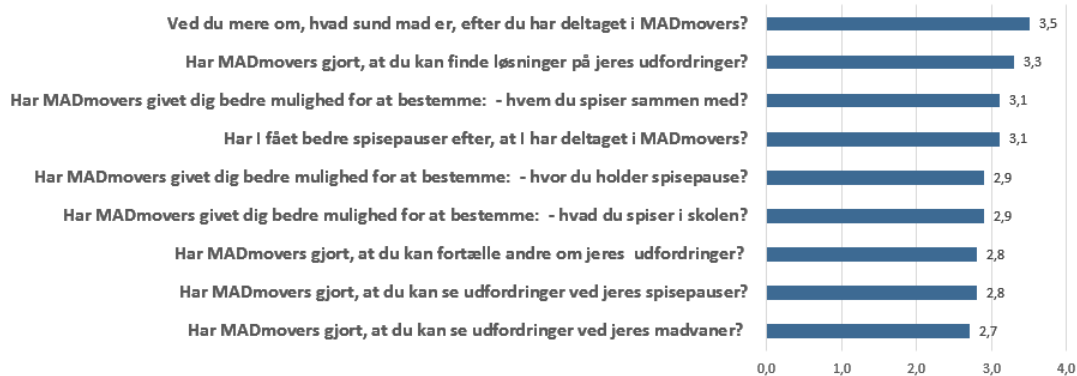 Ved du mere om, hvad sund mad er, efter du har deltaget i MADmovers? 3,5
Har MADmovers gjort, at du kan finde løsninger på jeres udfordringer? 3,3
Har MADmovers givet dig bedre mulighed for at bestemme:  - hvem du spiser sammen med? 3,1
Har I fået bedre spisepauser efter, at I har deltaget i MADmovers? 3,1
Har MADmovers givet dig bedre mulighed for at bestemme:  - hvor du holder spisepause? 2,9
Har MADmovers givet dig bedre mulighed for at bestemme:  - hvad du spiser i skolen? 2,9
Har MADmovers gjort, at du kan fortælle andre om jeres  udfordringer? 2,8
Har MADmovers gjort, at du kan se udfordringer ved jeres spisepauser? 2,8
Har MADmovers gjort, at du kan se udfordringer ved jeres madvaner? 2,7
0,0 1,0 2,0 3,0 4,0